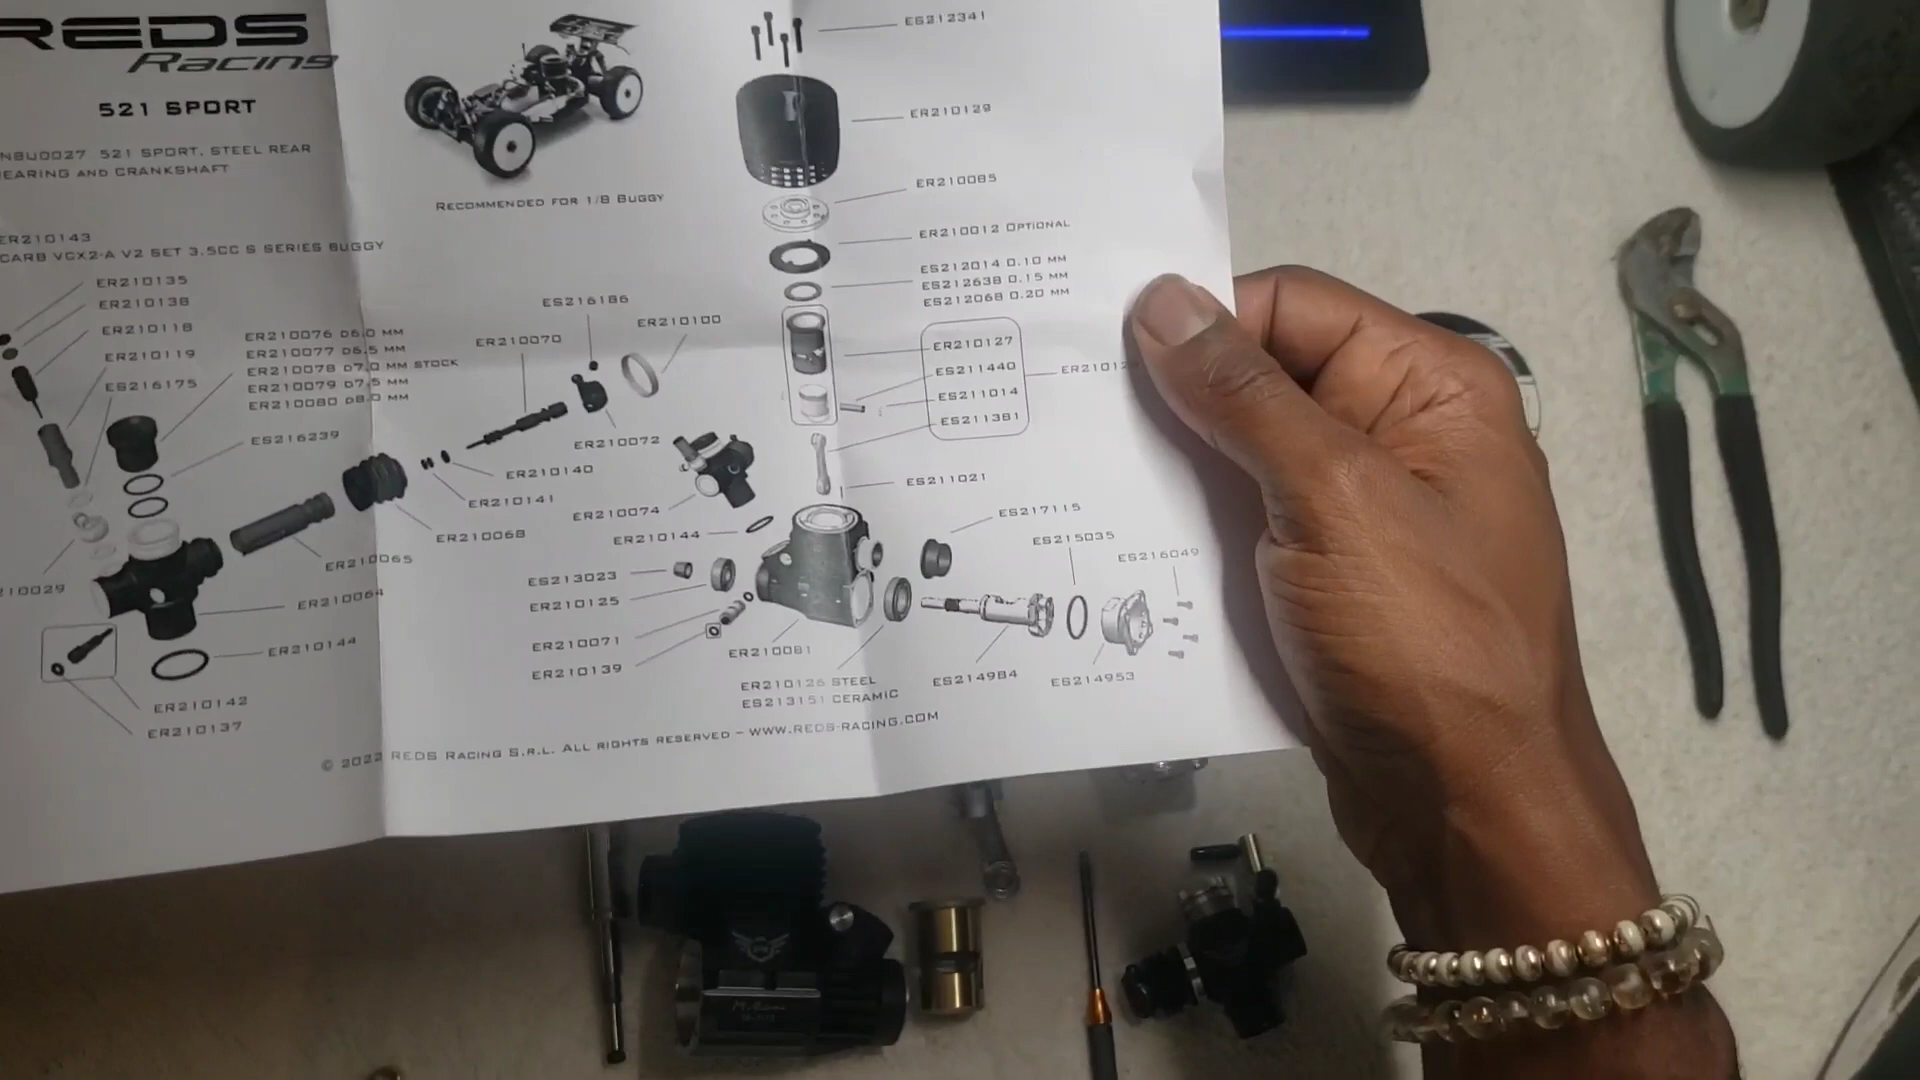 REDS
Racing
521 SPORT
521 SPORT, STEEL REAR
AND CRANKSHAFT
RECOMMENDED FOR 1/8 BUGGY
ER210143
CARB VCX2-A V2 SET 3.5CC S SERIES BUGGY
ER210135
ER210138
ER210118
ER210119
ES216175
ER210076 D6.0 MM
ER210077 D6.5 MM
ER210078 D7.0 MM STOCK
ER210079 D7.5 MM
ER210080 D8.0 MM
ES216239
ER210068
ER210065
ER210064
ER210144
ER210142
ER210137
ES216186
ER210100
ER210070
ER210072
ER210140
ER210141
ER210074
ER210144
ES213023
ER210125
ER210071
ER210139
ER210081
ER210126 STEEL
ES213151 CERAMIC
ES212341
ER210129
ER210085
ER210012 OPTIONAL
ES212014 0.10 MM
ES212638 0.15 MM
ES212068 0.20 MM
ER210127
ES211440
ES211014
ES211381
ES211021
ES217115
ES215035
ES216049
ES214984
ES214953
REDS RACING S.R.L. ALL RIGHTS RESERVED - WWW.REDS-RACING.COM